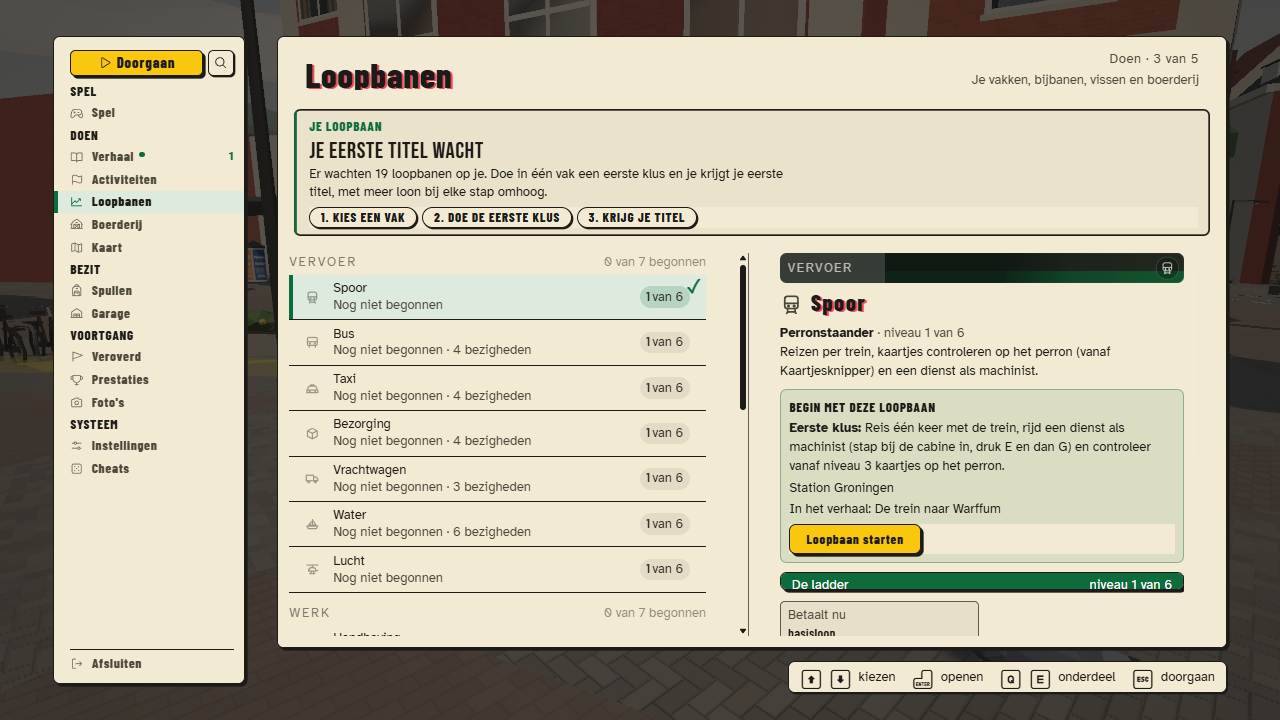 Doorgaan
SPEL
Spel
DOEN
Verhaal 1
Activiteiten
Loopbanen
Boerderij
Kaart
BEZIT
Spullen
Garage
VOORTGANG
Veroverd
Prestaties
Foto's
SYSTEEM
Instellingen
Cheats
Afsluiten
Loopbanen
Doen · 3 van 5
Je vakken, bijbanen, vissen en boerderij
JE LOOPBAAN
JE EERSTE TITEL WACHT
Er wachten 19 loopbanen op je. Doe in één vak een eerste klus en je krijgt je eerste
titel, met meer loon bij elke stap omhoog.
1. KIES EEN VAK 2. DOE DE EERSTE KLUS 3. KRIJG JE TITEL
VERVOER 0 van 7 begonnen
Spoor
Nog niet begonnen
1 van 6
Bus
Nog niet begonnen · 4 bezigheden
1 van 6
Taxi
Nog niet begonnen · 4 bezigheden
1 van 6
Bezorging
Nog niet begonnen · 4 bezigheden
1 van 6
Vrachtwagen
Nog niet begonnen · 3 bezigheden
1 van 6
Water
Nog niet begonnen · 6 bezigheden
1 van 6
Lucht
Nog niet begonnen
1 van 6
WERK 0 van 7 begonnen
VERVOER
Spoor
Perronstaander · niveau 1 van 6
Reizen per trein, kaartjes controleren op het perron (vanaf
Kaartjesknipper) en een dienst als machinist.
BEGIN MET DEZE LOOPBAAN
Eerste klus: Reis één keer met de trein, rijd een dienst als
machinist (stap bij de cabine in, druk E en dan G) en controleer
vanaf niveau 3 kaartjes op het perron.
Station Groningen
In het verhaal: De trein naar Warffum
Loopbaan starten
De ladder niveau 1 van 6
Betaalt nu
basisloon
kiezen ENTER openen Q E onderdeel ESC doorgaan